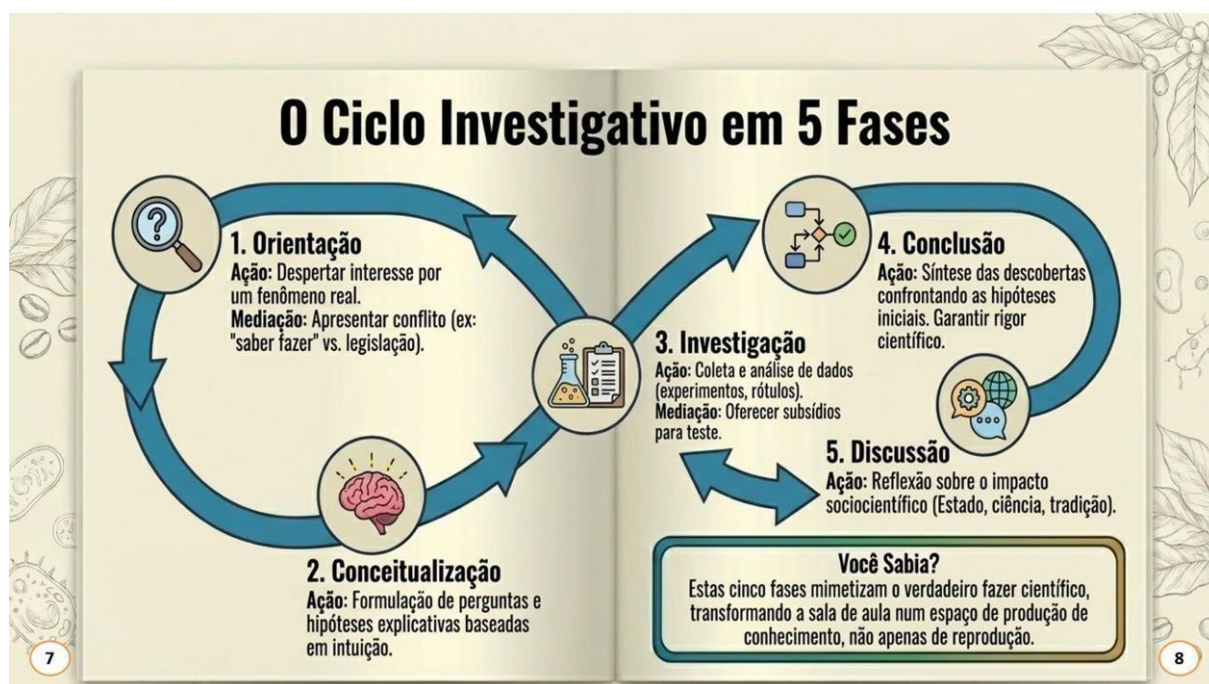 O Ciclo Investigativo em 5 Fases
1. Orientação
Ação: Despertar interesse por
um fenômeno real.
Mediação: Apresentar conflito (ex:
"saber fazer" vs. legislação).
2. Conceitualização
Ação: Formulação de perguntas e
hipóteses explicativas baseadas
em intuição.
3. Investigação
Ação: Coleta e análise de dados
(experimentos, rótulos).
Mediação: Oferecer subsídios
para teste.
4. Conclusão
Ação: Síntese das descobertas
confrontando as hipóteses
iniciais. Garantir rigor
científico.
5. Discussão
Ação: Reflexão sobre o impacto
sociocientífico (Estado, ciência, tradição).
Você Sabia?
Estas cinco fases mimetizam o verdadeiro fazer científico,
transformando a sala de aula num espaço de produção de
conhecimento, não apenas de reprodução.
7
8